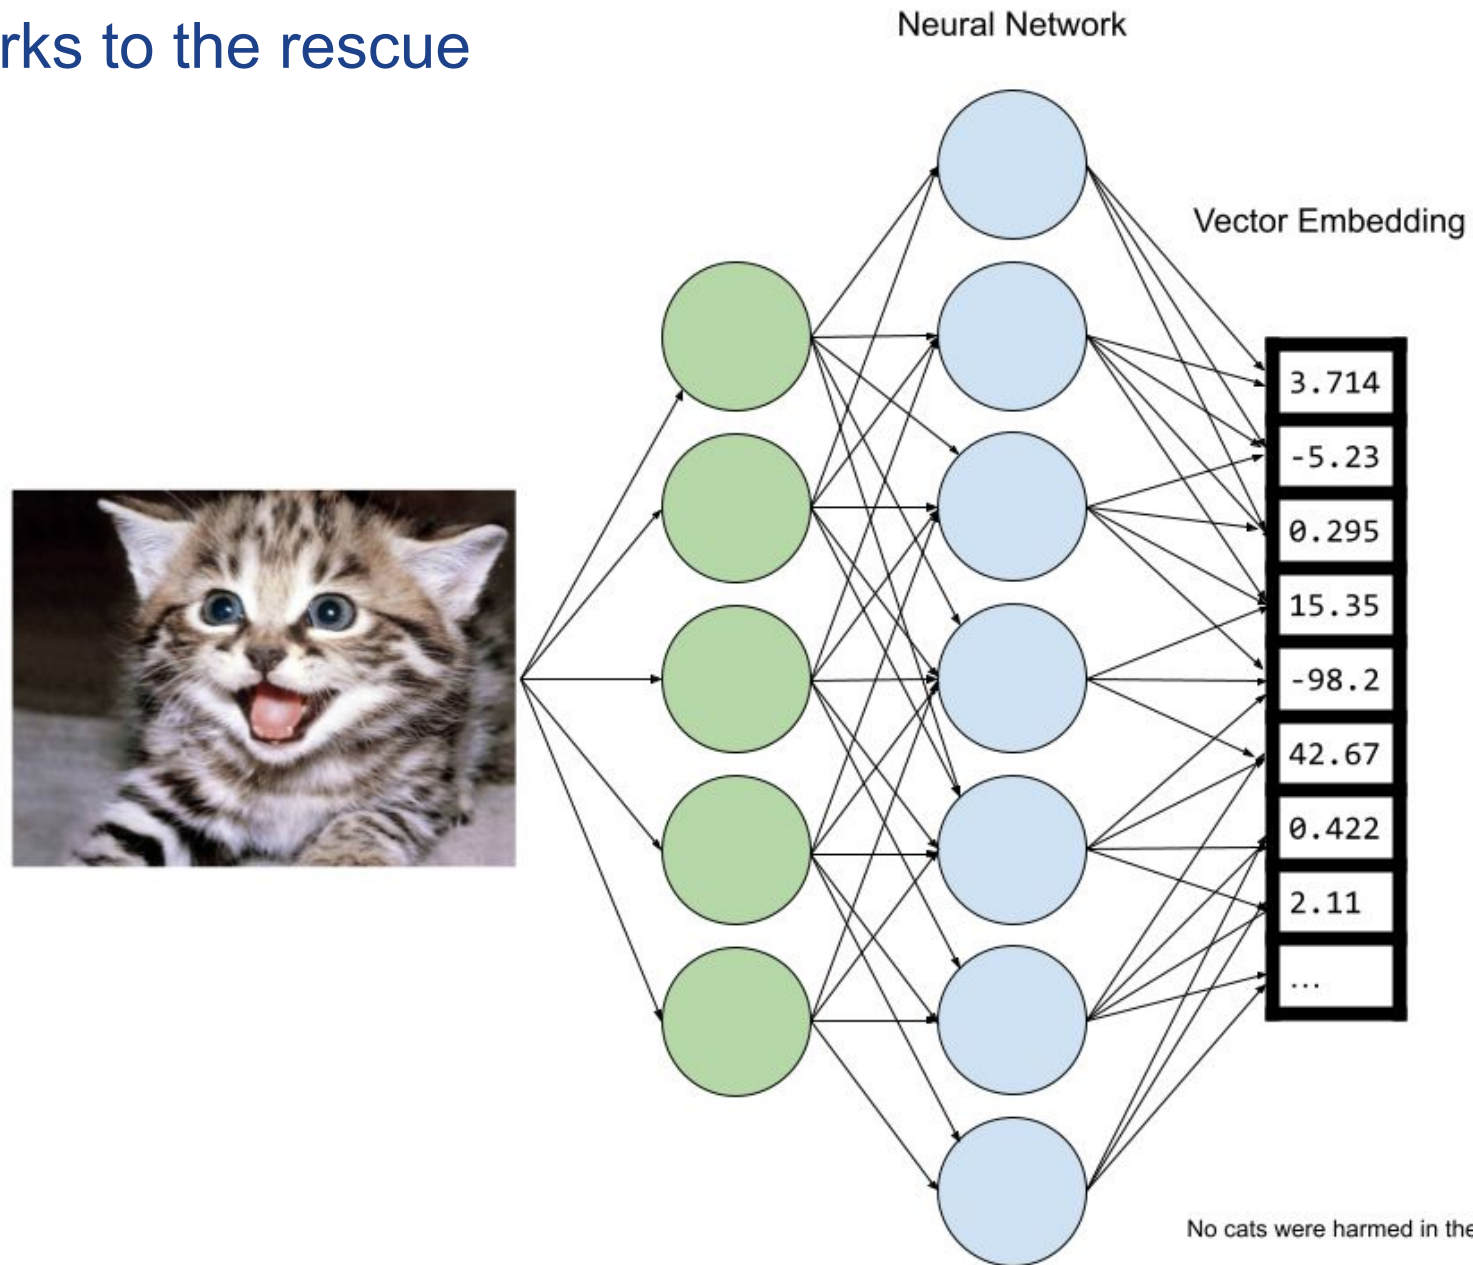 rks to the rescue
Neural Network
Vector Embedding
3.714
-5.23
0.295
15.35
-98.2
42.67
0.422
2.11
...
No cats were harmed in the